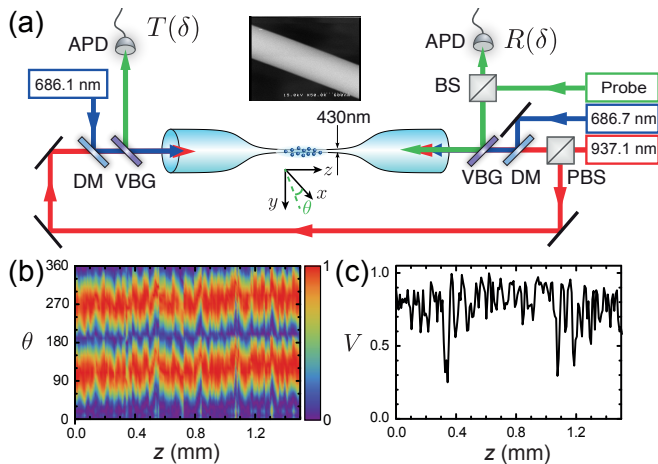 (a)
APD
T(δ)
APD
R(δ)
BS
Probe
686.1 nm
686.7 nm
937.1 nm
430nm
DM
VBG
VBG
DM
PBS
z
x
y
θ
(b)
(c)
360
270
180
90
0
θ
0.0
0.4
0.8
1.2
z (mm)
1
0
1.0
0.5
0.0
V
0.0
0.4
0.8
1.2
z (mm)